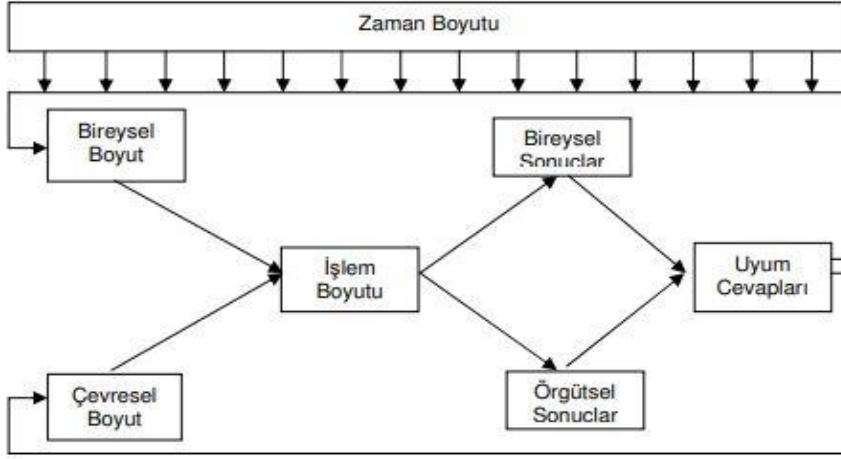 Zaman Boyutu
Bireysel
Boyut
Bireysel
Sonuclar
İşlem
Boyutu
Uyum
Cevapları
Çevresel
Boyut
Örgütsel
Sonuclar